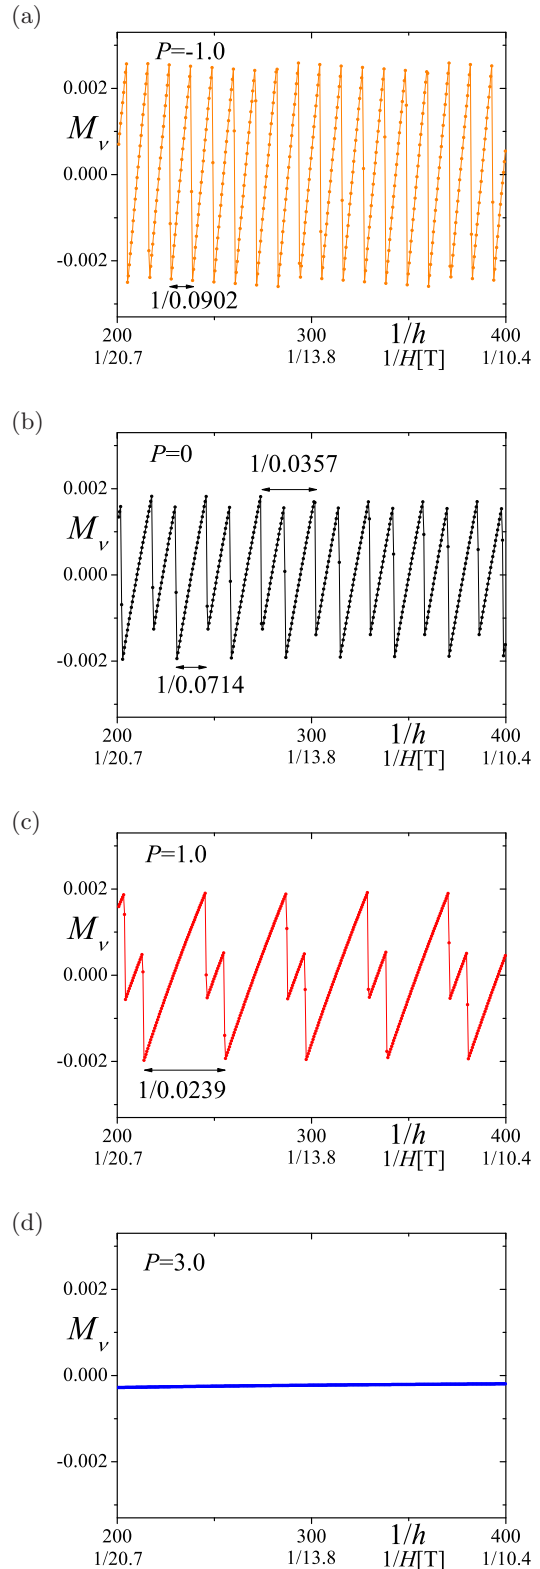 (a)
P=-1.0
0.002
Mν
0.000
-0.002
1/0.0902
200 300 1/h 400
1/20.7 1/13.8 1/H[T] 1/10.4
(b)
P=0
1/0.0357
0.002
Mν
0.000
-0.002
1/0.0714
200 300 1/h 400
1/20.7 1/13.8 1/H[T] 1/10.4
(c)
P=1.0
0.002
Mν
0.000
-0.002
1/0.0239
200 300 1/h 400
1/20.7 1/13.8 1/H[T] 1/10.4
(d)
P=3.0
0.002
Mν
0.000
-0.002
200 300 1/h 400
1/20.7 1/13.8 1/H[T] 1/10.4